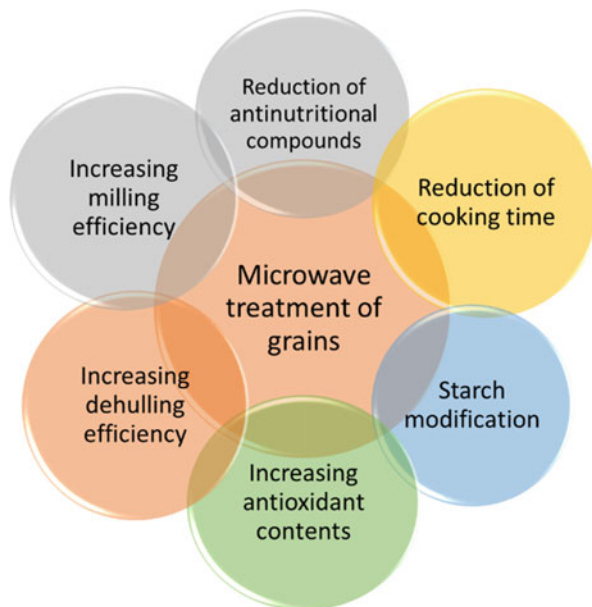 Reduction of
antinutritional
compounds
Increasing
milling
efficiency
Reduction of
cooking time
Microwave
treatment of
grains
Increasing
dehulling
efficiency
Starch
modification
Increasing
antioxidant
contents